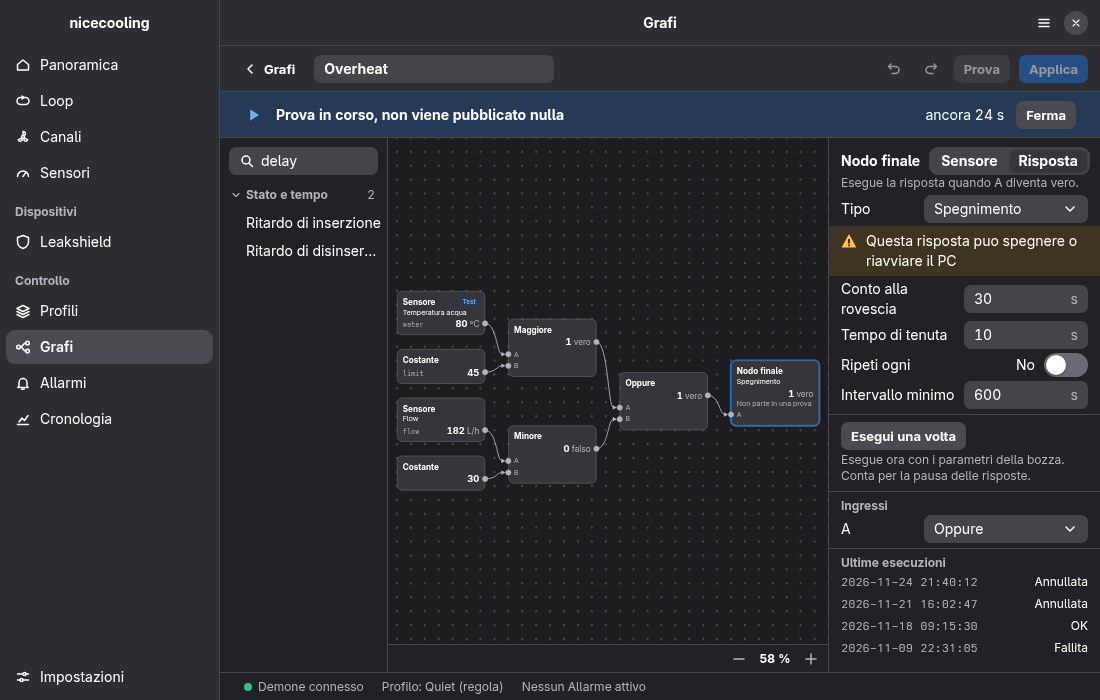 nicecooling
Grafi
Panoramica
Loop
Canali
Sensori
Dispositivi
Leakshield
Controllo
Profili
Grafi
Allarmi
Cronologia
Impostazioni
Grafi
Overheat
Prova
Applica
Prova in corso, non viene pubblicato nulla
ancora 24 s
Ferma
delay
Stato e tempo 2
Ritardo di inserzione
Ritardo di disinser…
Sensore Test
Temperatura acqua
water 80 °C
Costante
limit 45
Sensore
Flow
flow 182 L/h
Costante
30
Maggiore
1 vero
A
B
Minore
0 falso
A
B
Oppure
1 vero
A
B
Nodo finale
Spegnimento
1 vero
Non parte in una prova
A
58 %
Nodo finale
Sensore
Risposta
Esegue la risposta quando A diventa vero.
Tipo
Spegnimento
Questa risposta puo spegnere o
riavviare il PC
Conto alla
rovescia
30 s
Tempo di tenuta
10 s
Ripeti ogni
No
Intervallo minimo
600 s
Esegui una volta
Esegue ora con i parametri della bozza.
Conta per la pausa delle risposte.
Ingressi
A
Oppure
Ultime esecuzioni
2026-11-24 21:40:12 Annullata
2026-11-21 16:02:47 Annullata
2026-11-18 09:15:30 OK
2026-11-09 22:31:05 Fallita
Demone connesso
Profilo: Quiet (regola)
Nessun Allarme attivo